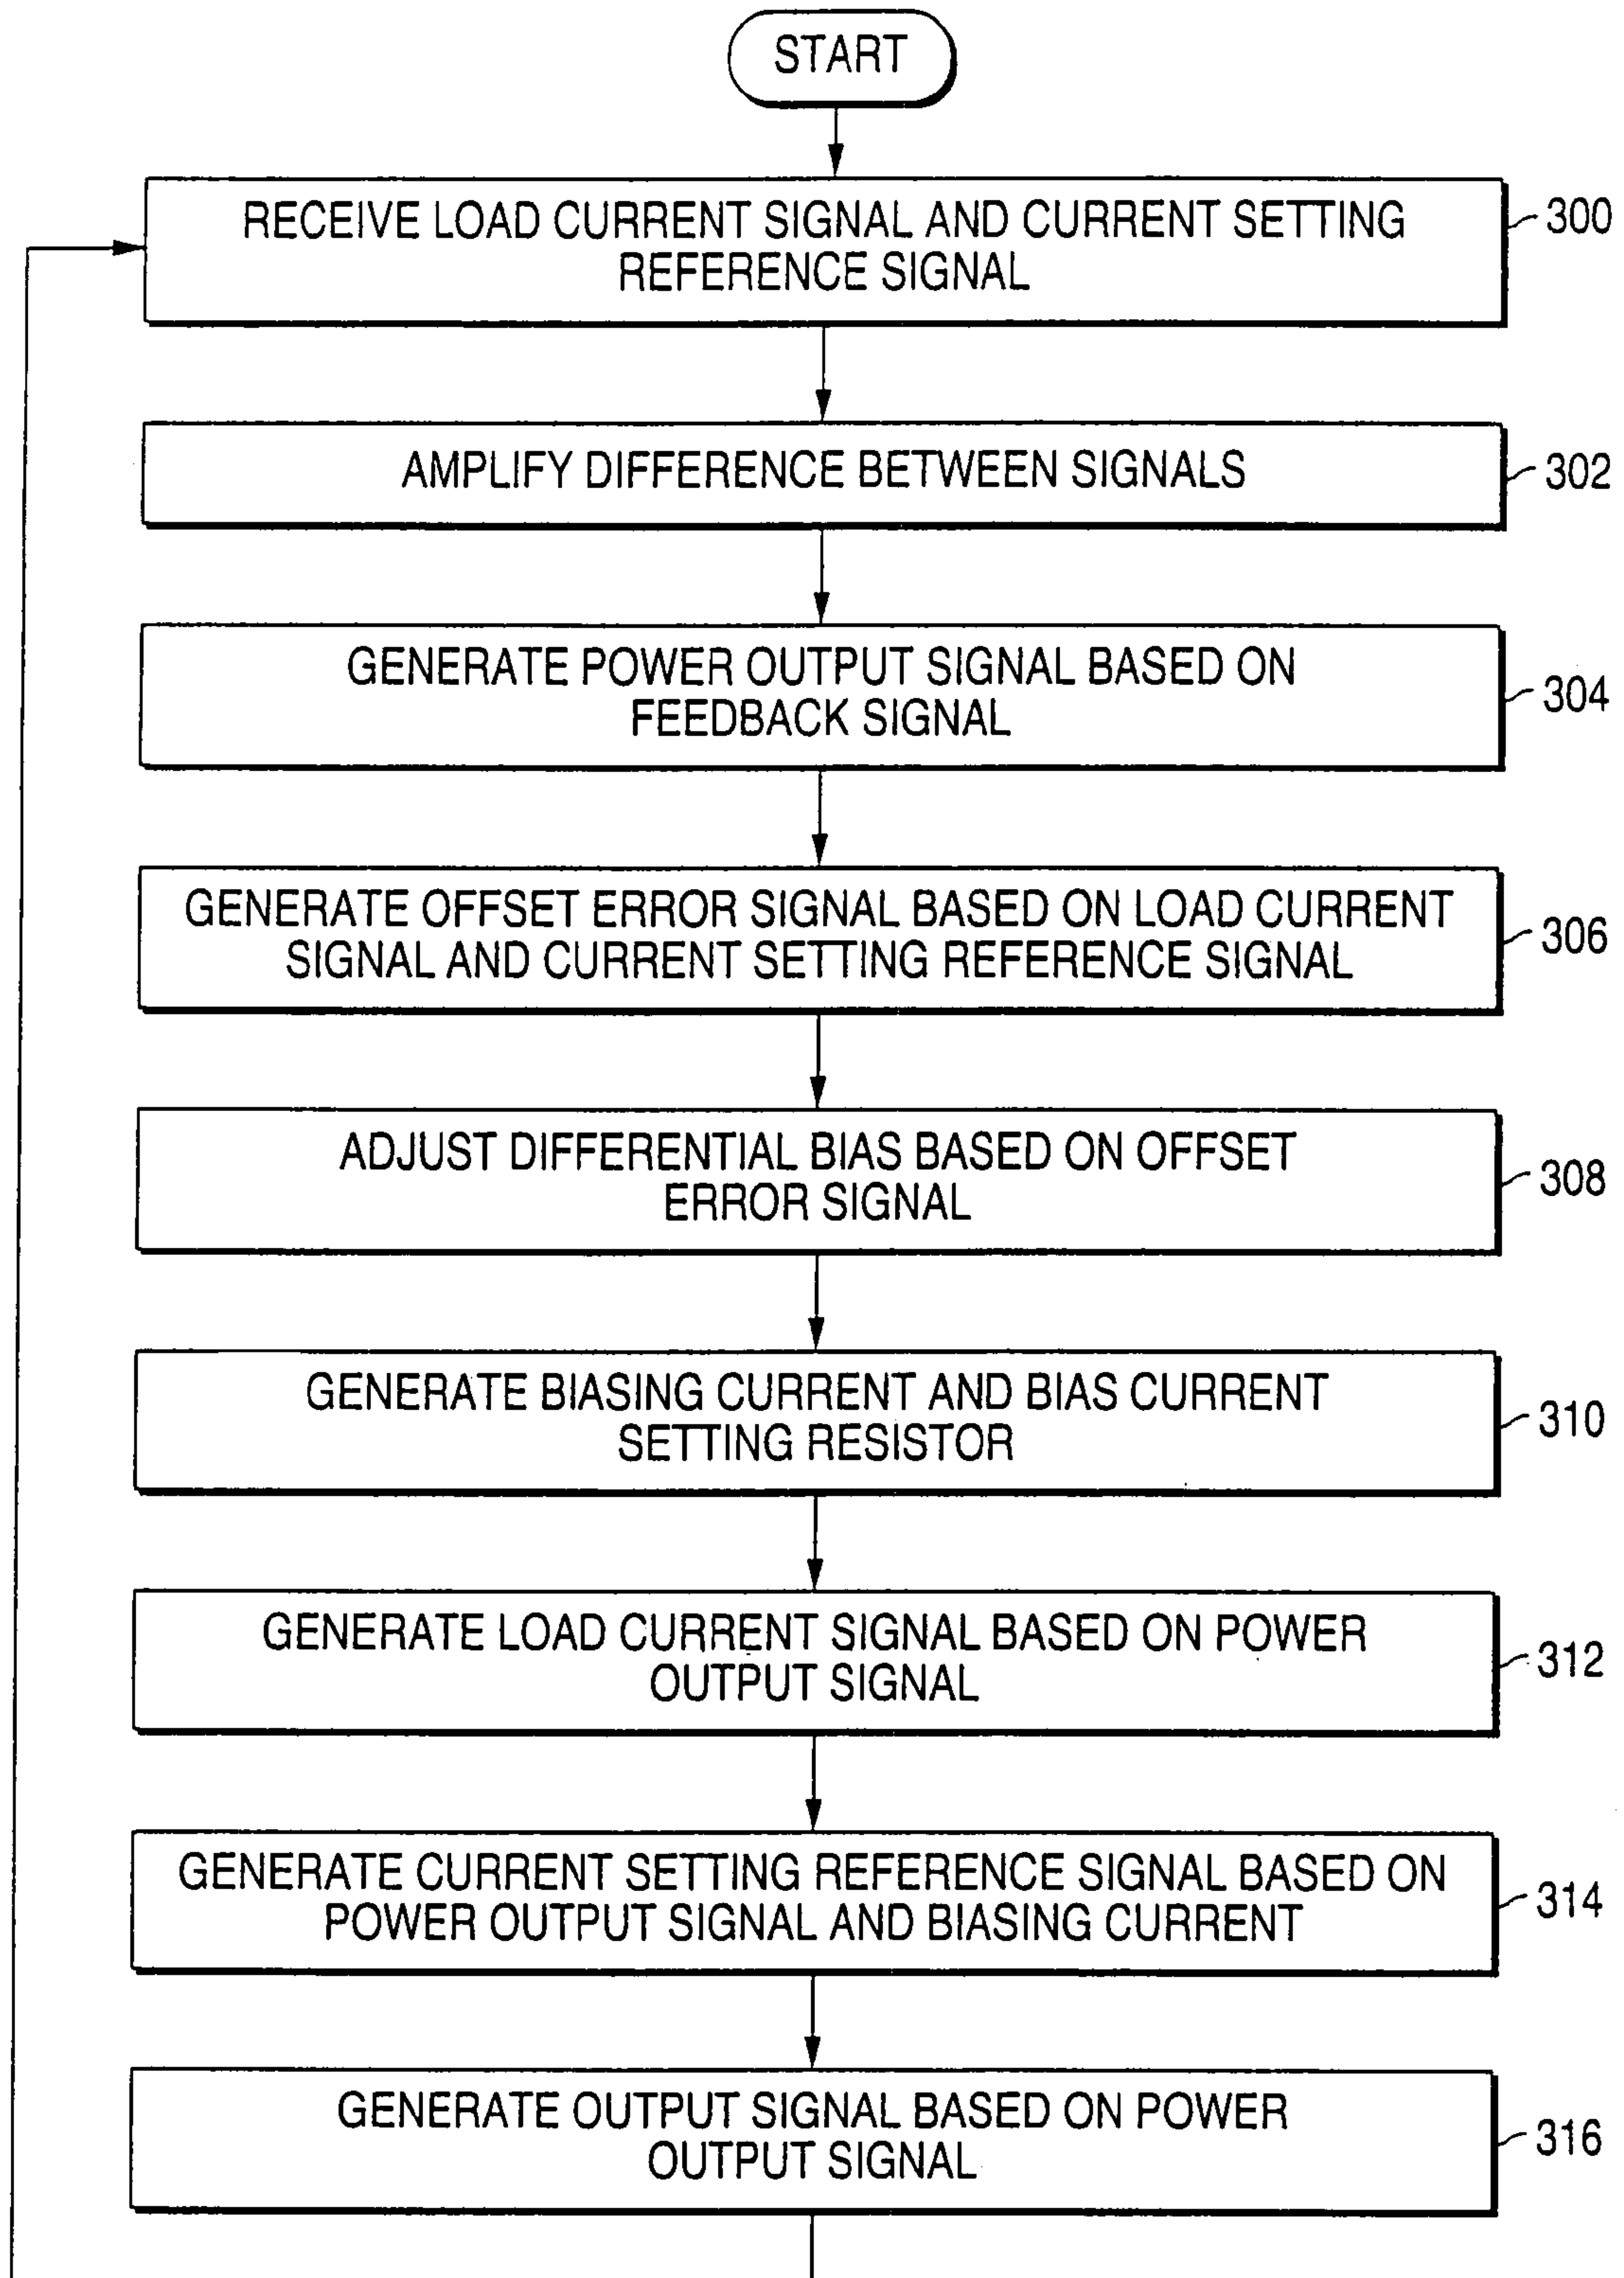 START
RECEIVE LOAD CURRENT SIGNAL AND CURRENT SETTING
REFERENCE SIGNAL
300
AMPLIFY DIFFERENCE BETWEEN SIGNALS
302
GENERATE POWER OUTPUT SIGNAL BASED ON
FEEDBACK SIGNAL
304
GENERATE OFFSET ERROR SIGNAL BASED ON LOAD CURRENT
SIGNAL AND CURRENT SETTING REFERENCE SIGNAL
306
ADJUST DIFFERENTIAL BIAS BASED ON OFFSET
ERROR SIGNAL
308
GENERATE BIASING CURRENT AND BIAS CURRENT
SETTING RESISTOR
310
GENERATE LOAD CURRENT SIGNAL BASED ON POWER
OUTPUT SIGNAL
312
GENERATE CURRENT SETTING REFERENCE SIGNAL BASED ON
POWER OUTPUT SIGNAL AND BIASING CURRENT
314
GENERATE OUTPUT SIGNAL BASED ON POWER
OUTPUT SIGNAL
316